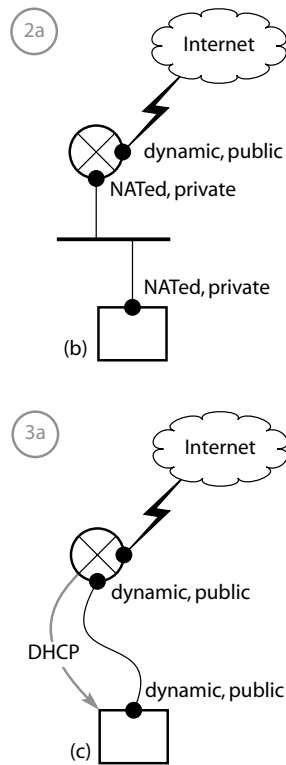 2a
Internet
dynamic, public
NATed, private
NATed, private
(b)
3a
Internet
dynamic, public
DHCP
dynamic, public
(c)